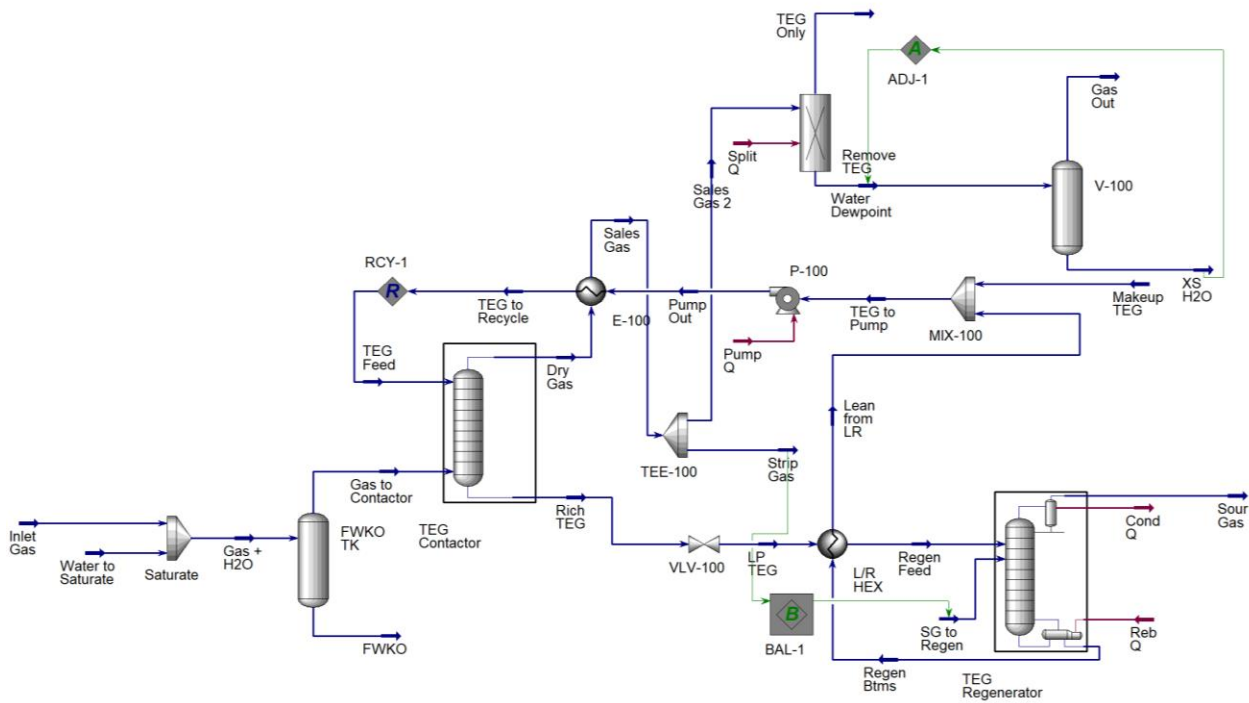 TEG
Only
A
ADJ-1
Gas
Out
Split
Q
Remove
TEG
Sales
Gas 2
Water
Dewpoint
V-100
Sales
Gas
RCY-1
R
P-100
XS
H2O
TEG to
Recycle
E-100
Pump
Out
TEG to
Pump
Makeup
TEG
MIX-100
Pump
Q
TEG
Feed
Dry
Gas
Lean
from
LR
TEE-100
Strip
Gas
Gas to
Contactor
Rich
TEG
TEG
Contactor
Inlet
Gas
Water to
Saturate
Saturate
Gas +
H2O
FWKO
TK
FWKO
VLV-100
LP
TEG
L/R
HEX
Regen
Feed
Cond
Q
Sour
Gas
B
BAL-1
SG to
Regen
Reb
Q
Regen
Btms
TEG
Regenerator